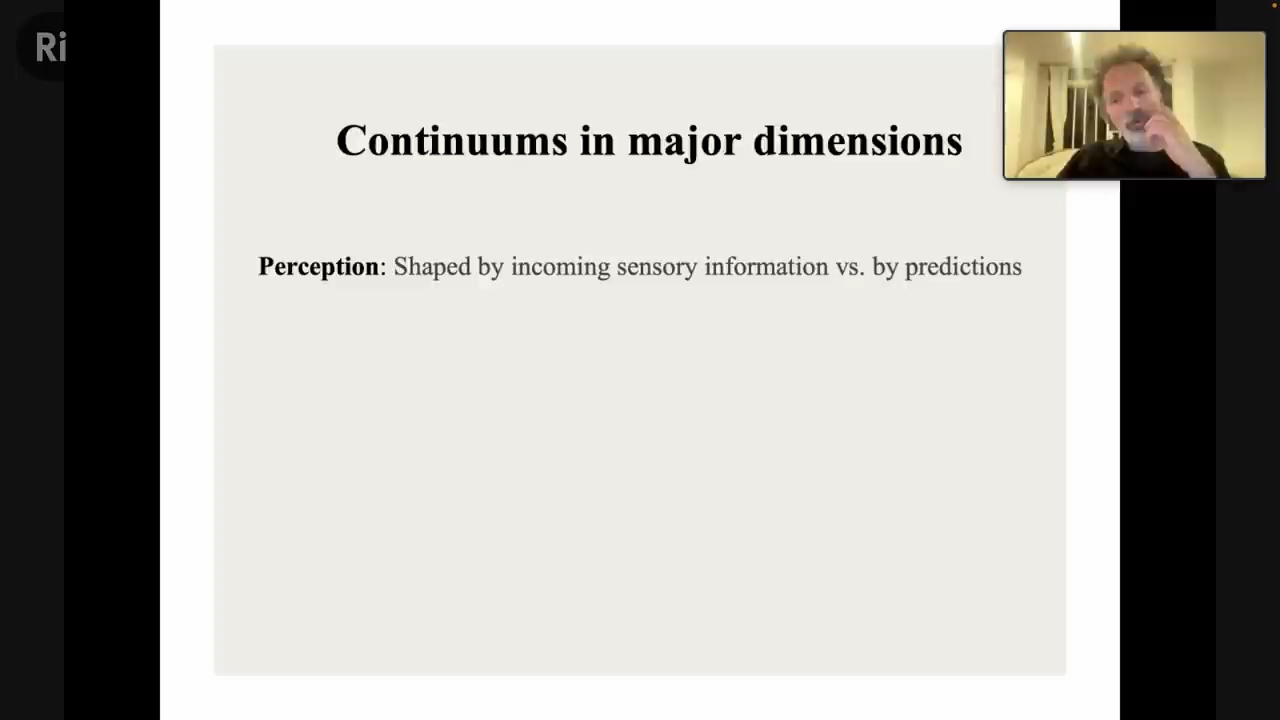 Ri
Continuums in major dimensions
Perception: Shaped by incoming sensory information vs. by predictions